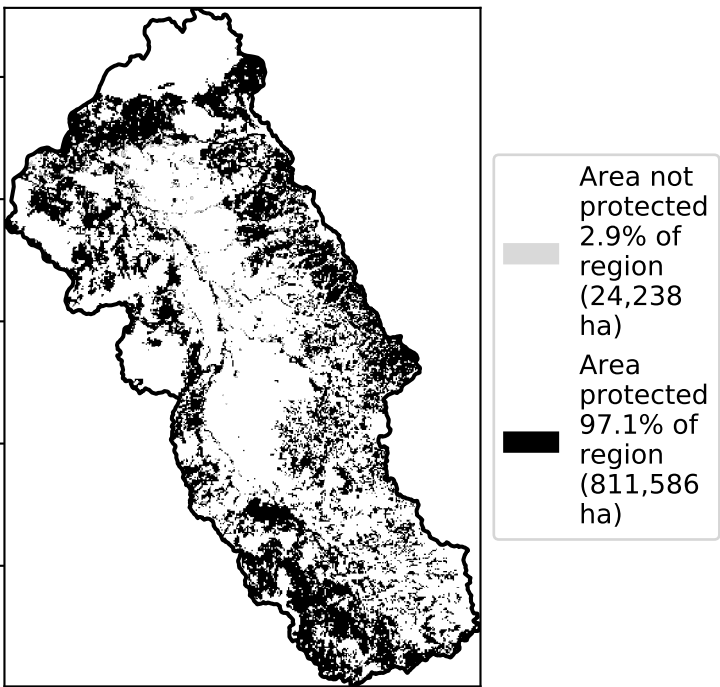 Area not
protected
2.9% of
region
(24,238
ha)
Area
protected
97.1% of
region
(811,586
ha)